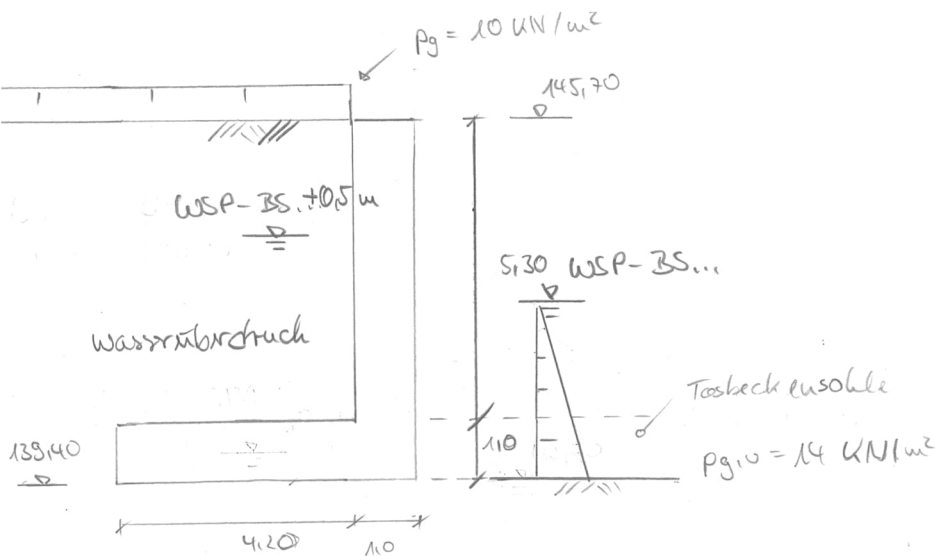 pg = 10 KN/m²
145,70
WSP-BS.+0,5 m
5,30 WSP-BS...
Wasserüberdruck
Tosbeckensohle
139,40
1,0
pg,u = 14 KN/m²
4,20
1,0